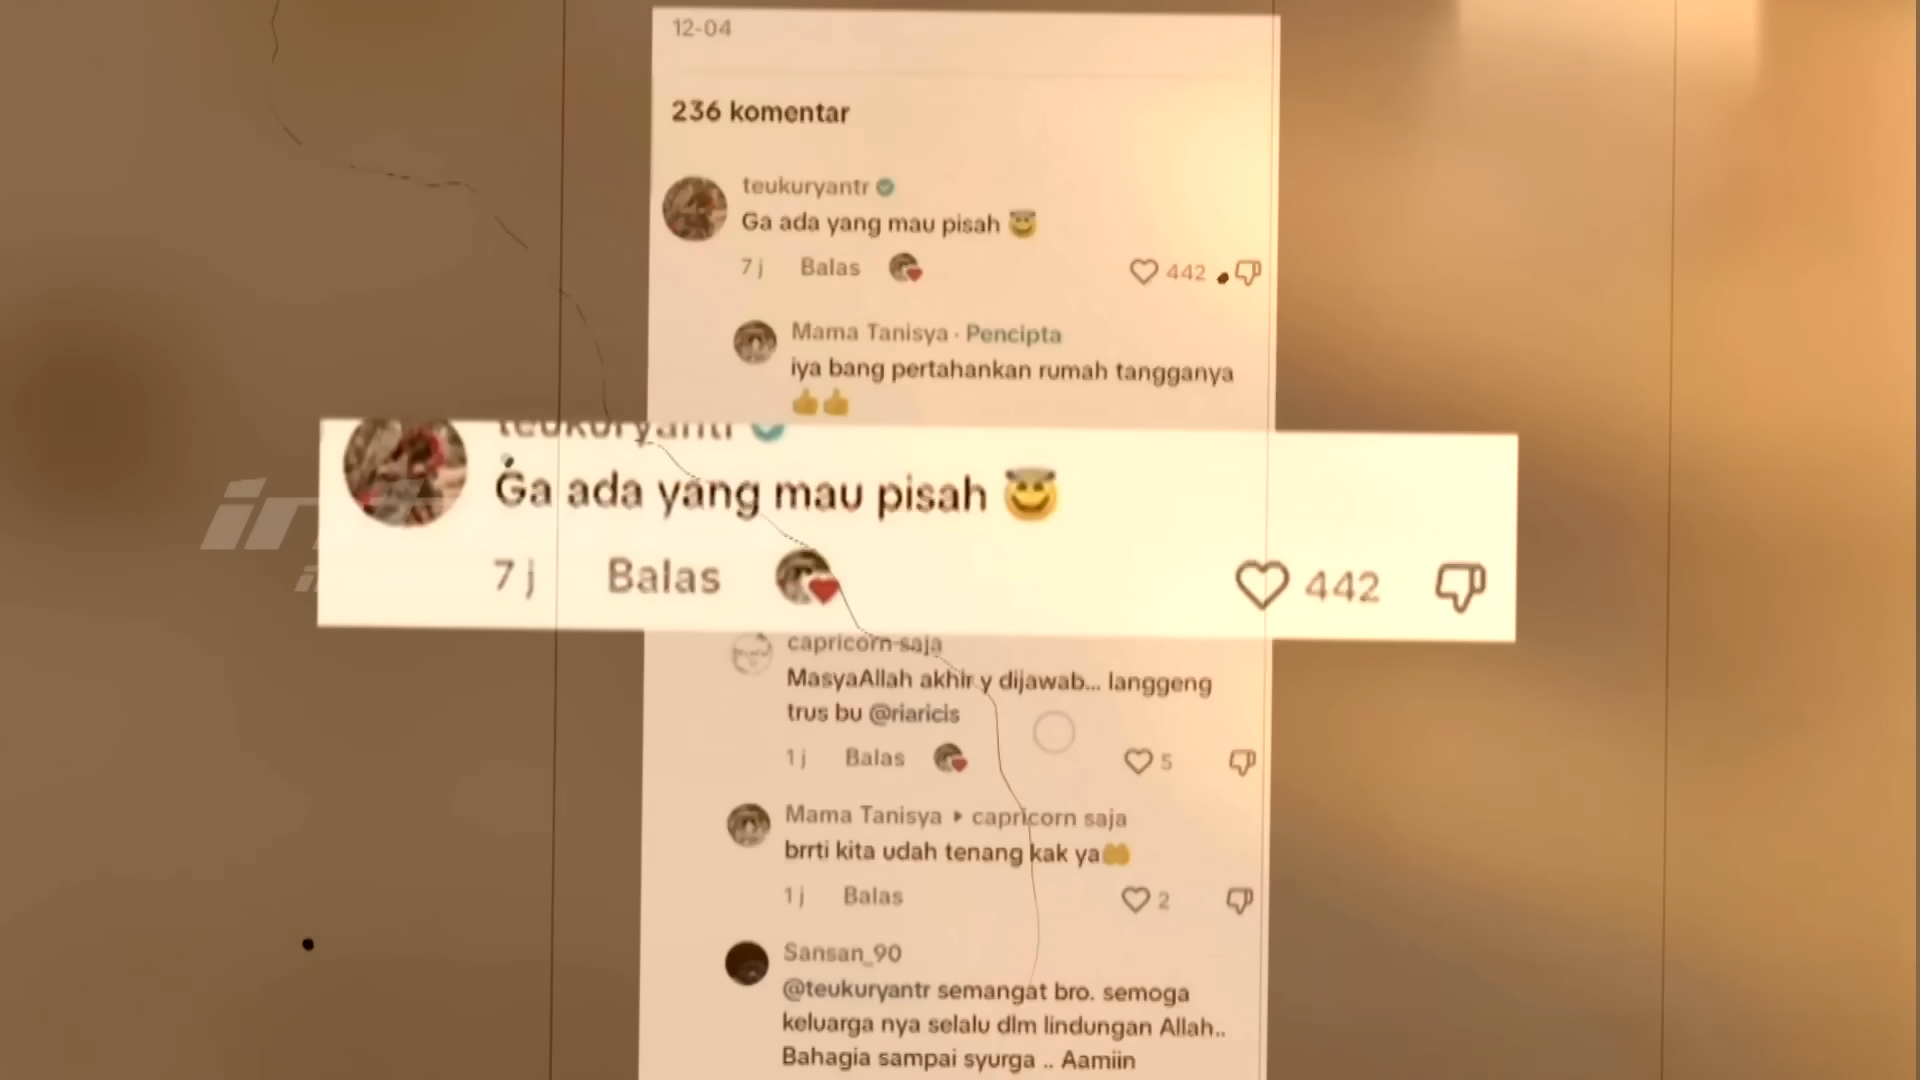 12-04
236 komentar
teukuryantr
Ga ada yang mau pisah 😇
7 j Balas 442
Mama Tanisya · Pencipta
iya bang pertahankan rumah tangganya
👍👍
teukuryantr
Ga ada yang mau pisah 😇
7 j Balas 442
capricorn saja
MasyaAllah akhir y dijawab... langgeng
trus bu @riaricis
1 j Balas 5
Mama Tanisya ▸ capricorn saja
brrti kita udah tenang kak ya🤲
1 j Balas 2
Sansan_90
@teukuryantr semangat bro. semoga
keluarga nya selalu dlm lindungan Allah..
Bahagia sampai syurga .. Aamiin